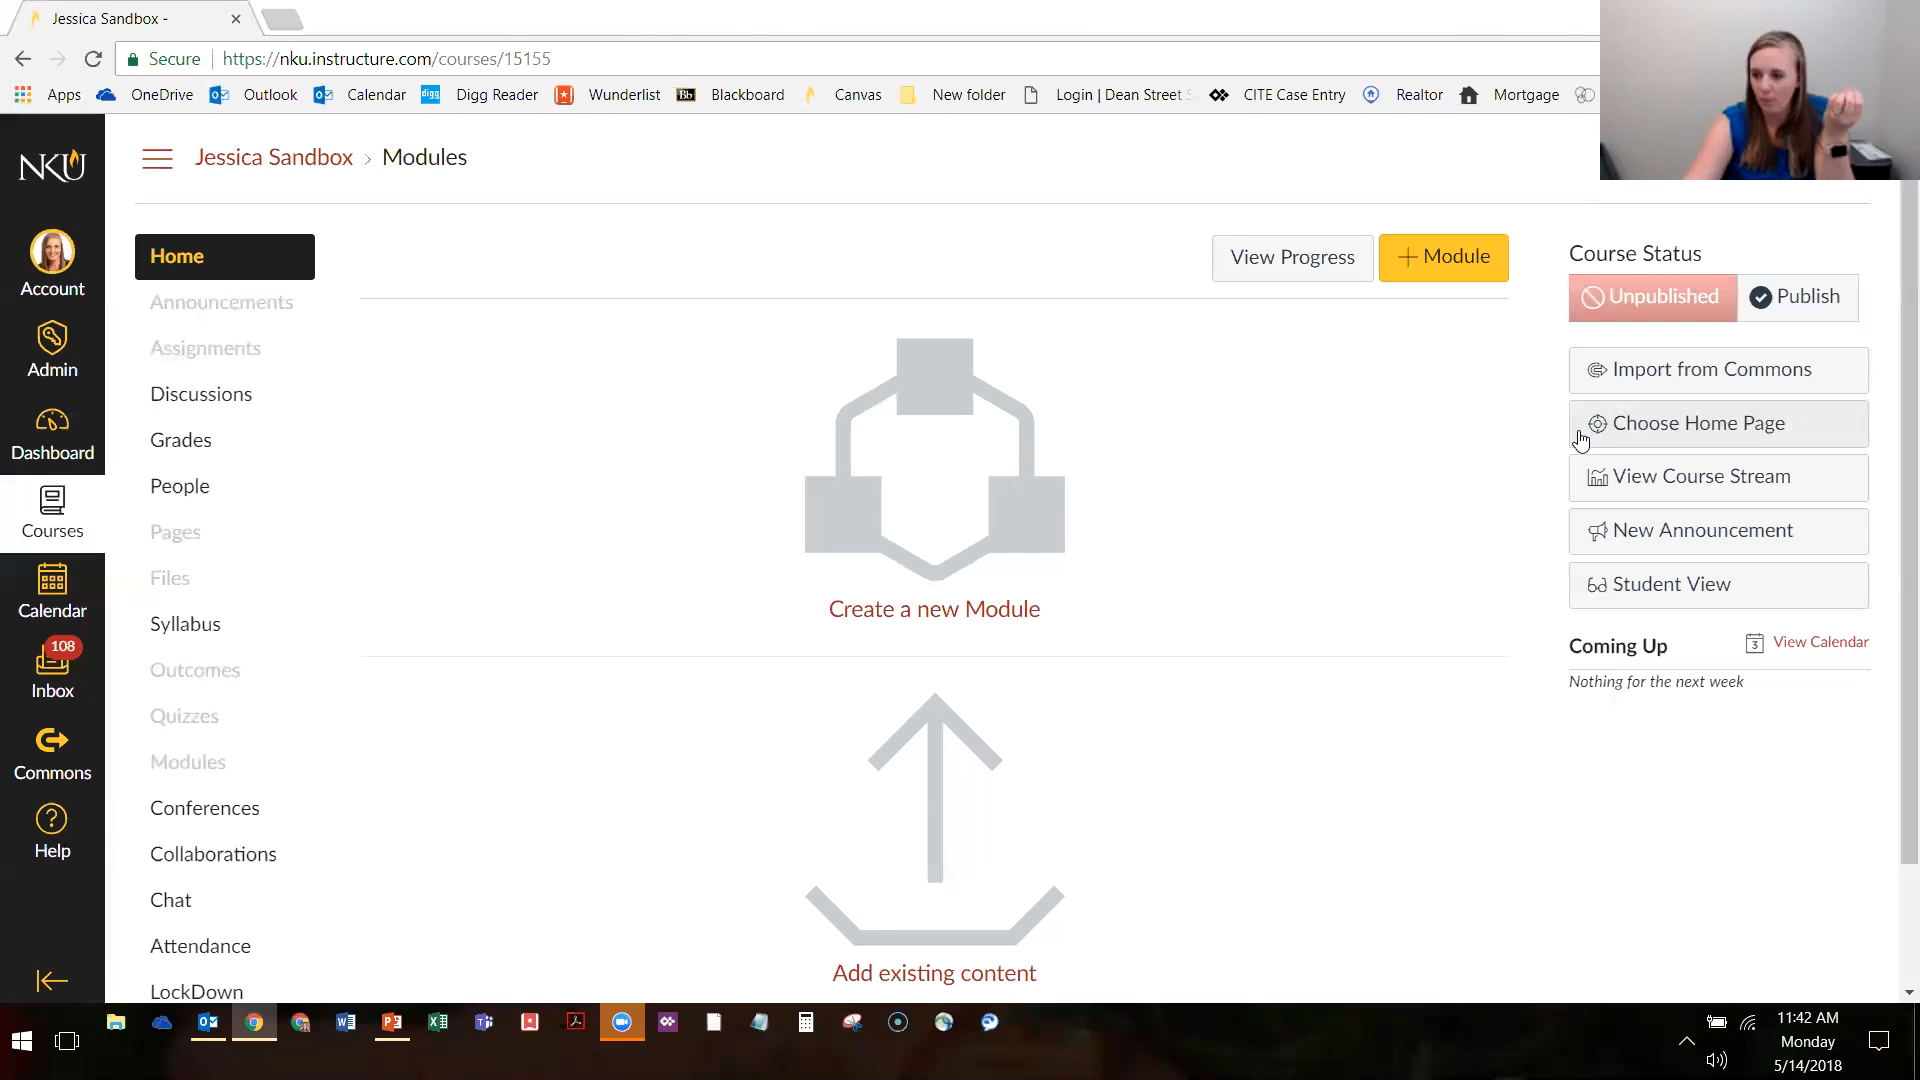 Jessica Sandbox -
Secure https://nku.instructure.com/courses/15155
Apps OneDrive Outlook Calendar digg Digg Reader Wunderlist Bb Blackboard Canvas New folder Login | Dean Street CITE Case Entry Realtor Mortgage
NKU
Jessica Sandbox › Modules
Account
Admin
Dashboard
Courses
Calendar
108
Inbox
Commons
Help
Home
Announcements
Assignments
Discussions
Grades
People
Pages
Files
Syllabus
Outcomes
Quizzes
Modules
Conferences
Collaborations
Chat
Attendance
LockDown
View Progress + Module
Create a new Module
Add existing content
Course Status
Unpublished Publish
Import from Commons
Choose Home Page
View Course Stream
New Announcement
Student View
Coming Up 3 View Calendar
Nothing for the next week
11:42 AM
Monday
5/14/2018